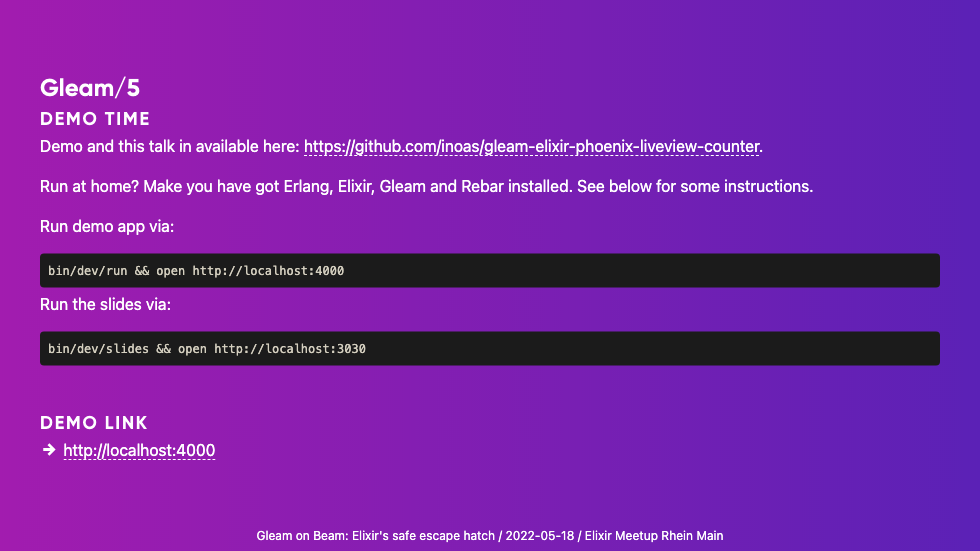 Gleam/5
DEMO TIME
Demo and this talk in available here: https://github.com/inoas/gleam-elixir-phoenix-liveview-counter.
Run at home? Make you have got Erlang, Elixir, Gleam and Rebar installed. See below for some instructions.
Run demo app via:
bin/dev/run && open http://localhost:4000
Run the slides via:
bin/dev/slides && open http://localhost:3030
DEMO LINK
→ http://localhost:4000
Gleam on Beam: Elixir's safe escape hatch / 2022-05-18 / Elixir Meetup Rhein Main